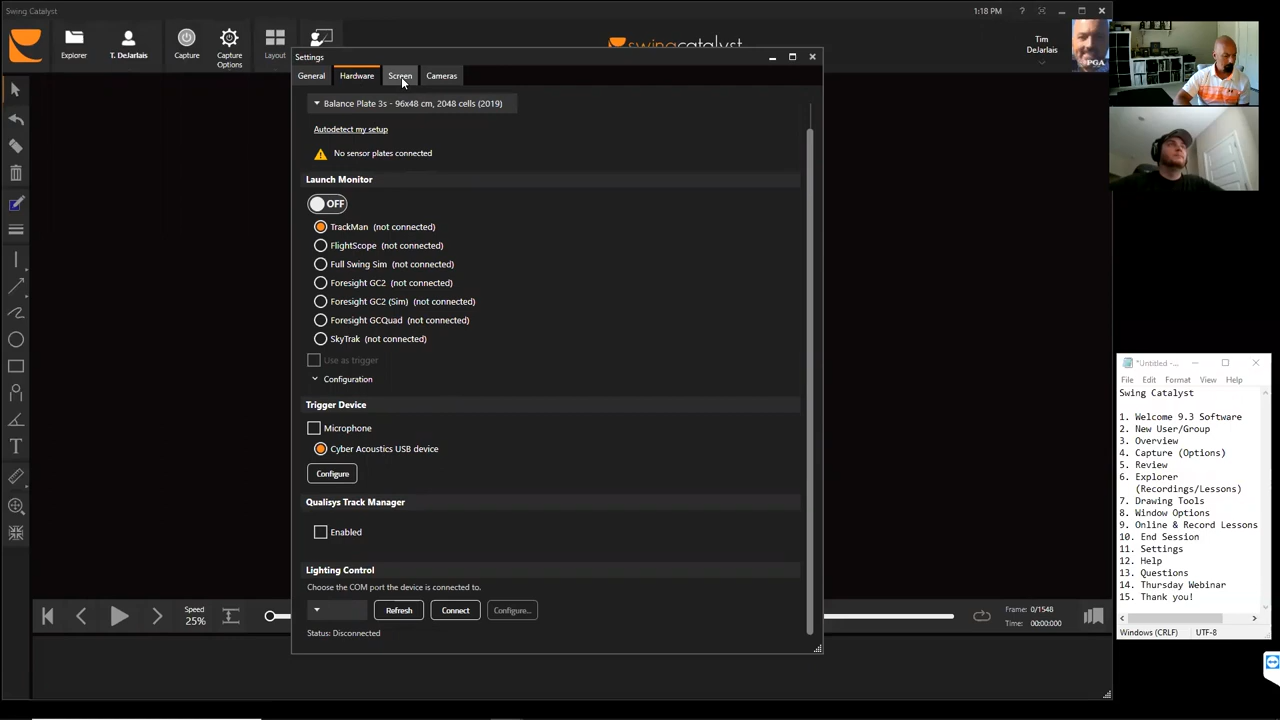 Swing Catalyst
1:18 PM
?
Explorer
T. DeJarlais
Capture
Capture
Options
Layout
swingcatalyst
Tim
DeJarlais
PGA
Settings
General
Hardware
Screen
Cameras
Balance Plate 3s - 96x48 cm, 2048 cells (2019)
Autodetect my setup
No sensor plates connected
Launch Monitor
OFF
TrackMan (not connected)
FlightScope (not connected)
Full Swing Sim (not connected)
Foresight GC2 (not connected)
Foresight GC2 (Sim) (not connected)
Foresight GCQuad (not connected)
SkyTrak (not connected)
Use as trigger
Configuration
Trigger Device
Microphone
Cyber Acoustics USB device
Configure
Qualisys Track Manager
Enabled
Lighting Control
Choose the COM port the device is connected to.
Refresh
Connect
Configure...
Status: Disconnected
Speed
25%
Frame: 0/1548
Time: 00:00:000
*Untitled -...
File Edit Format View Help
Swing Catalyst
1. Welcome 9.3 Software
2. New User/Group
3. Overview
4. Capture (Options)
5. Review
6. Explorer
(Recordings/Lessons)
7. Drawing Tools
8. Window Options
9. Online & Record Lessons
10. End Session
11. Settings
12. Help
13. Questions
14. Thursday Webinar
15. Thank you!
Windows (CRLF)
UTF-8